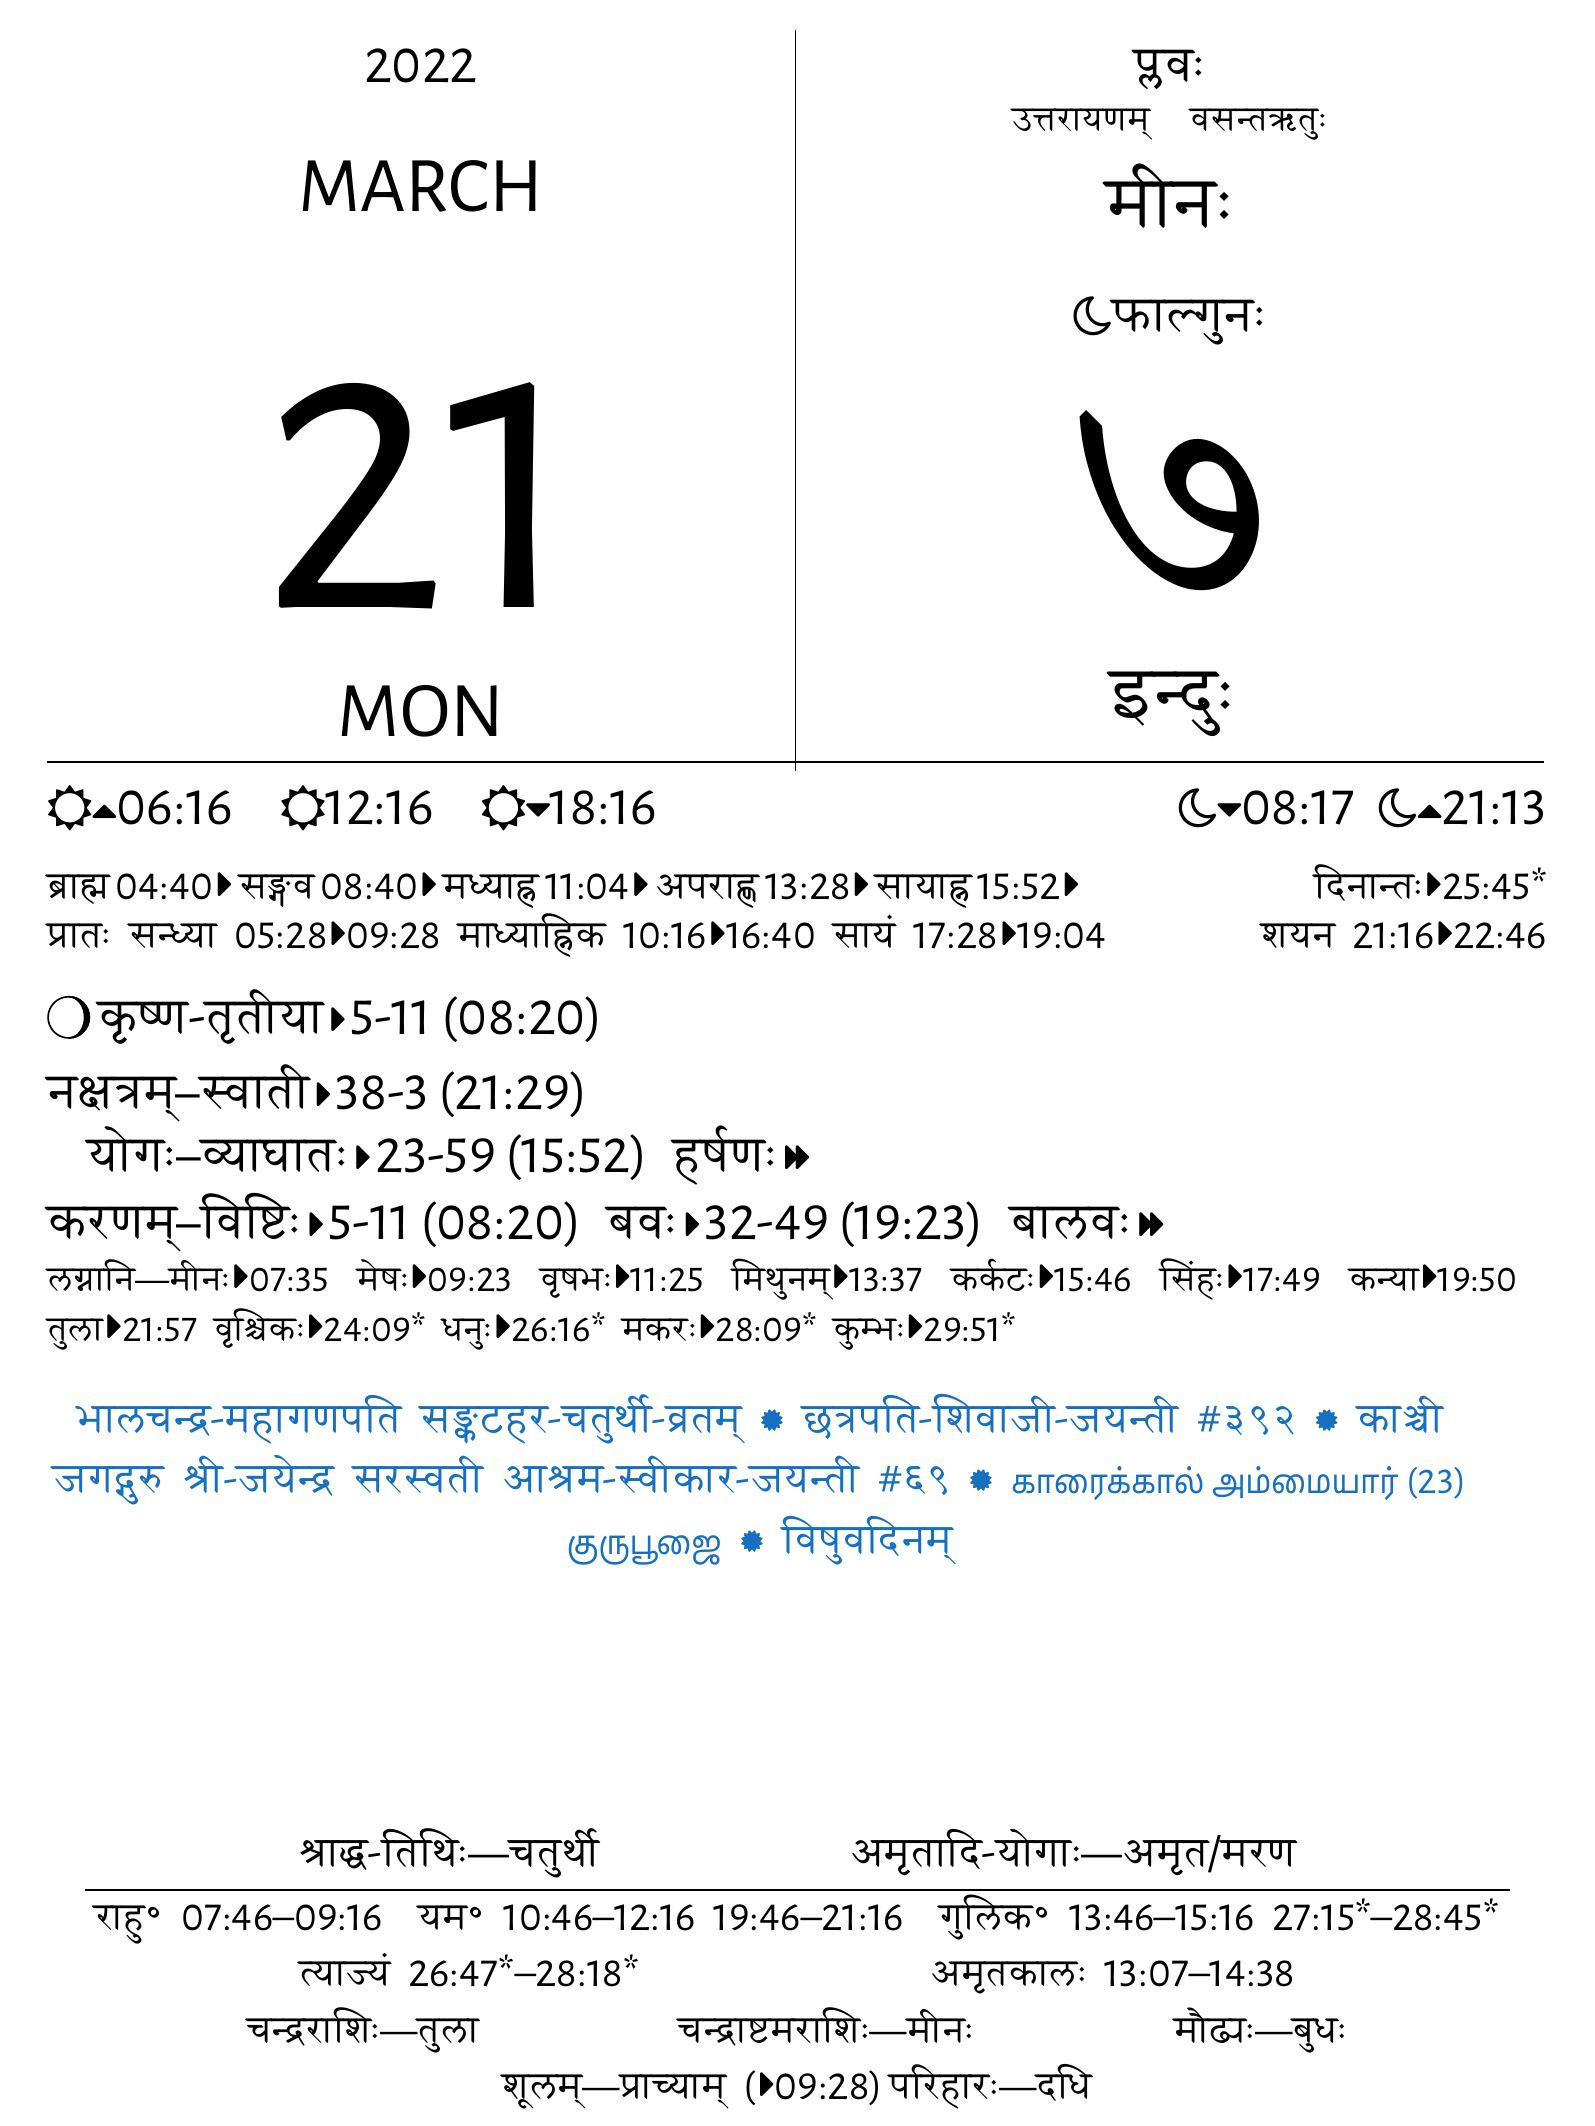 2022
MARCH
21
MON
प्लवः
उत्तरायणम् वसन्तऋतुः
मीनः
फाल्गुनः
७
इन्दुः
06:16 12:16 18:16 08:17 21:13
ब्राह्म 04:40 सङ्गव 08:40 मध्याह्न 11:04 अपराह्ण 13:28 सायाह्न 15:52 दिनान्तः 25:45*
प्रातः सन्ध्या 05:28 09:28 माध्याह्निक 10:16 16:40 सायं 17:28 19:04 शयन 21:16 22:46
कृष्ण-तृतीया 5-11 (08:20)
नक्षत्रम्–स्वाती 38-3 (21:29)
योगः–व्याघातः 23-59 (15:52) हर्षणः
करणम्–विष्टिः 5-11 (08:20) बवः 32-49 (19:23) बालवः
लग्नानि—मीनः 07:35 मेषः 09:23 वृषभः 11:25 मिथुनम् 13:37 कर्कटः 15:46 सिंहः 17:49 कन्या 19:50
तुला 21:57 वृश्चिकः 24:09* धनुः 26:16* मकरः 28:09* कुम्भः 29:51*
भालचन्द्र-महागणपति सङ्कटहर-चतुर्थी-व्रतम् ✹ छत्रपति-शिवाजी-जयन्ती #३९२ ✹ काञ्ची
जगद्गुरु श्री-जयेन्द्र सरस्वती आश्रम-स्वीकार-जयन्ती #६९ ✹ காரைக்கால் அம்மையார் (23)
குருபூஜை ✹ विषुवदिनम्
श्राद्ध-तिथिः—चतुर्थी अमृतादि-योगाः—अमृत/मरण
राहु॰ 07:46–09:16 यम॰ 10:46–12:16 19:46–21:16 गुलिक॰ 13:46–15:16 27:15*–28:45*
त्याज्यं 26:47*–28:18* अमृतकालः 13:07–14:38
चन्द्रराशिः—तुला चन्द्राष्टमराशिः—मीनः मौढ्यः—बुधः
शूलम्—प्राच्याम् (09:28) परिहारः—दधि